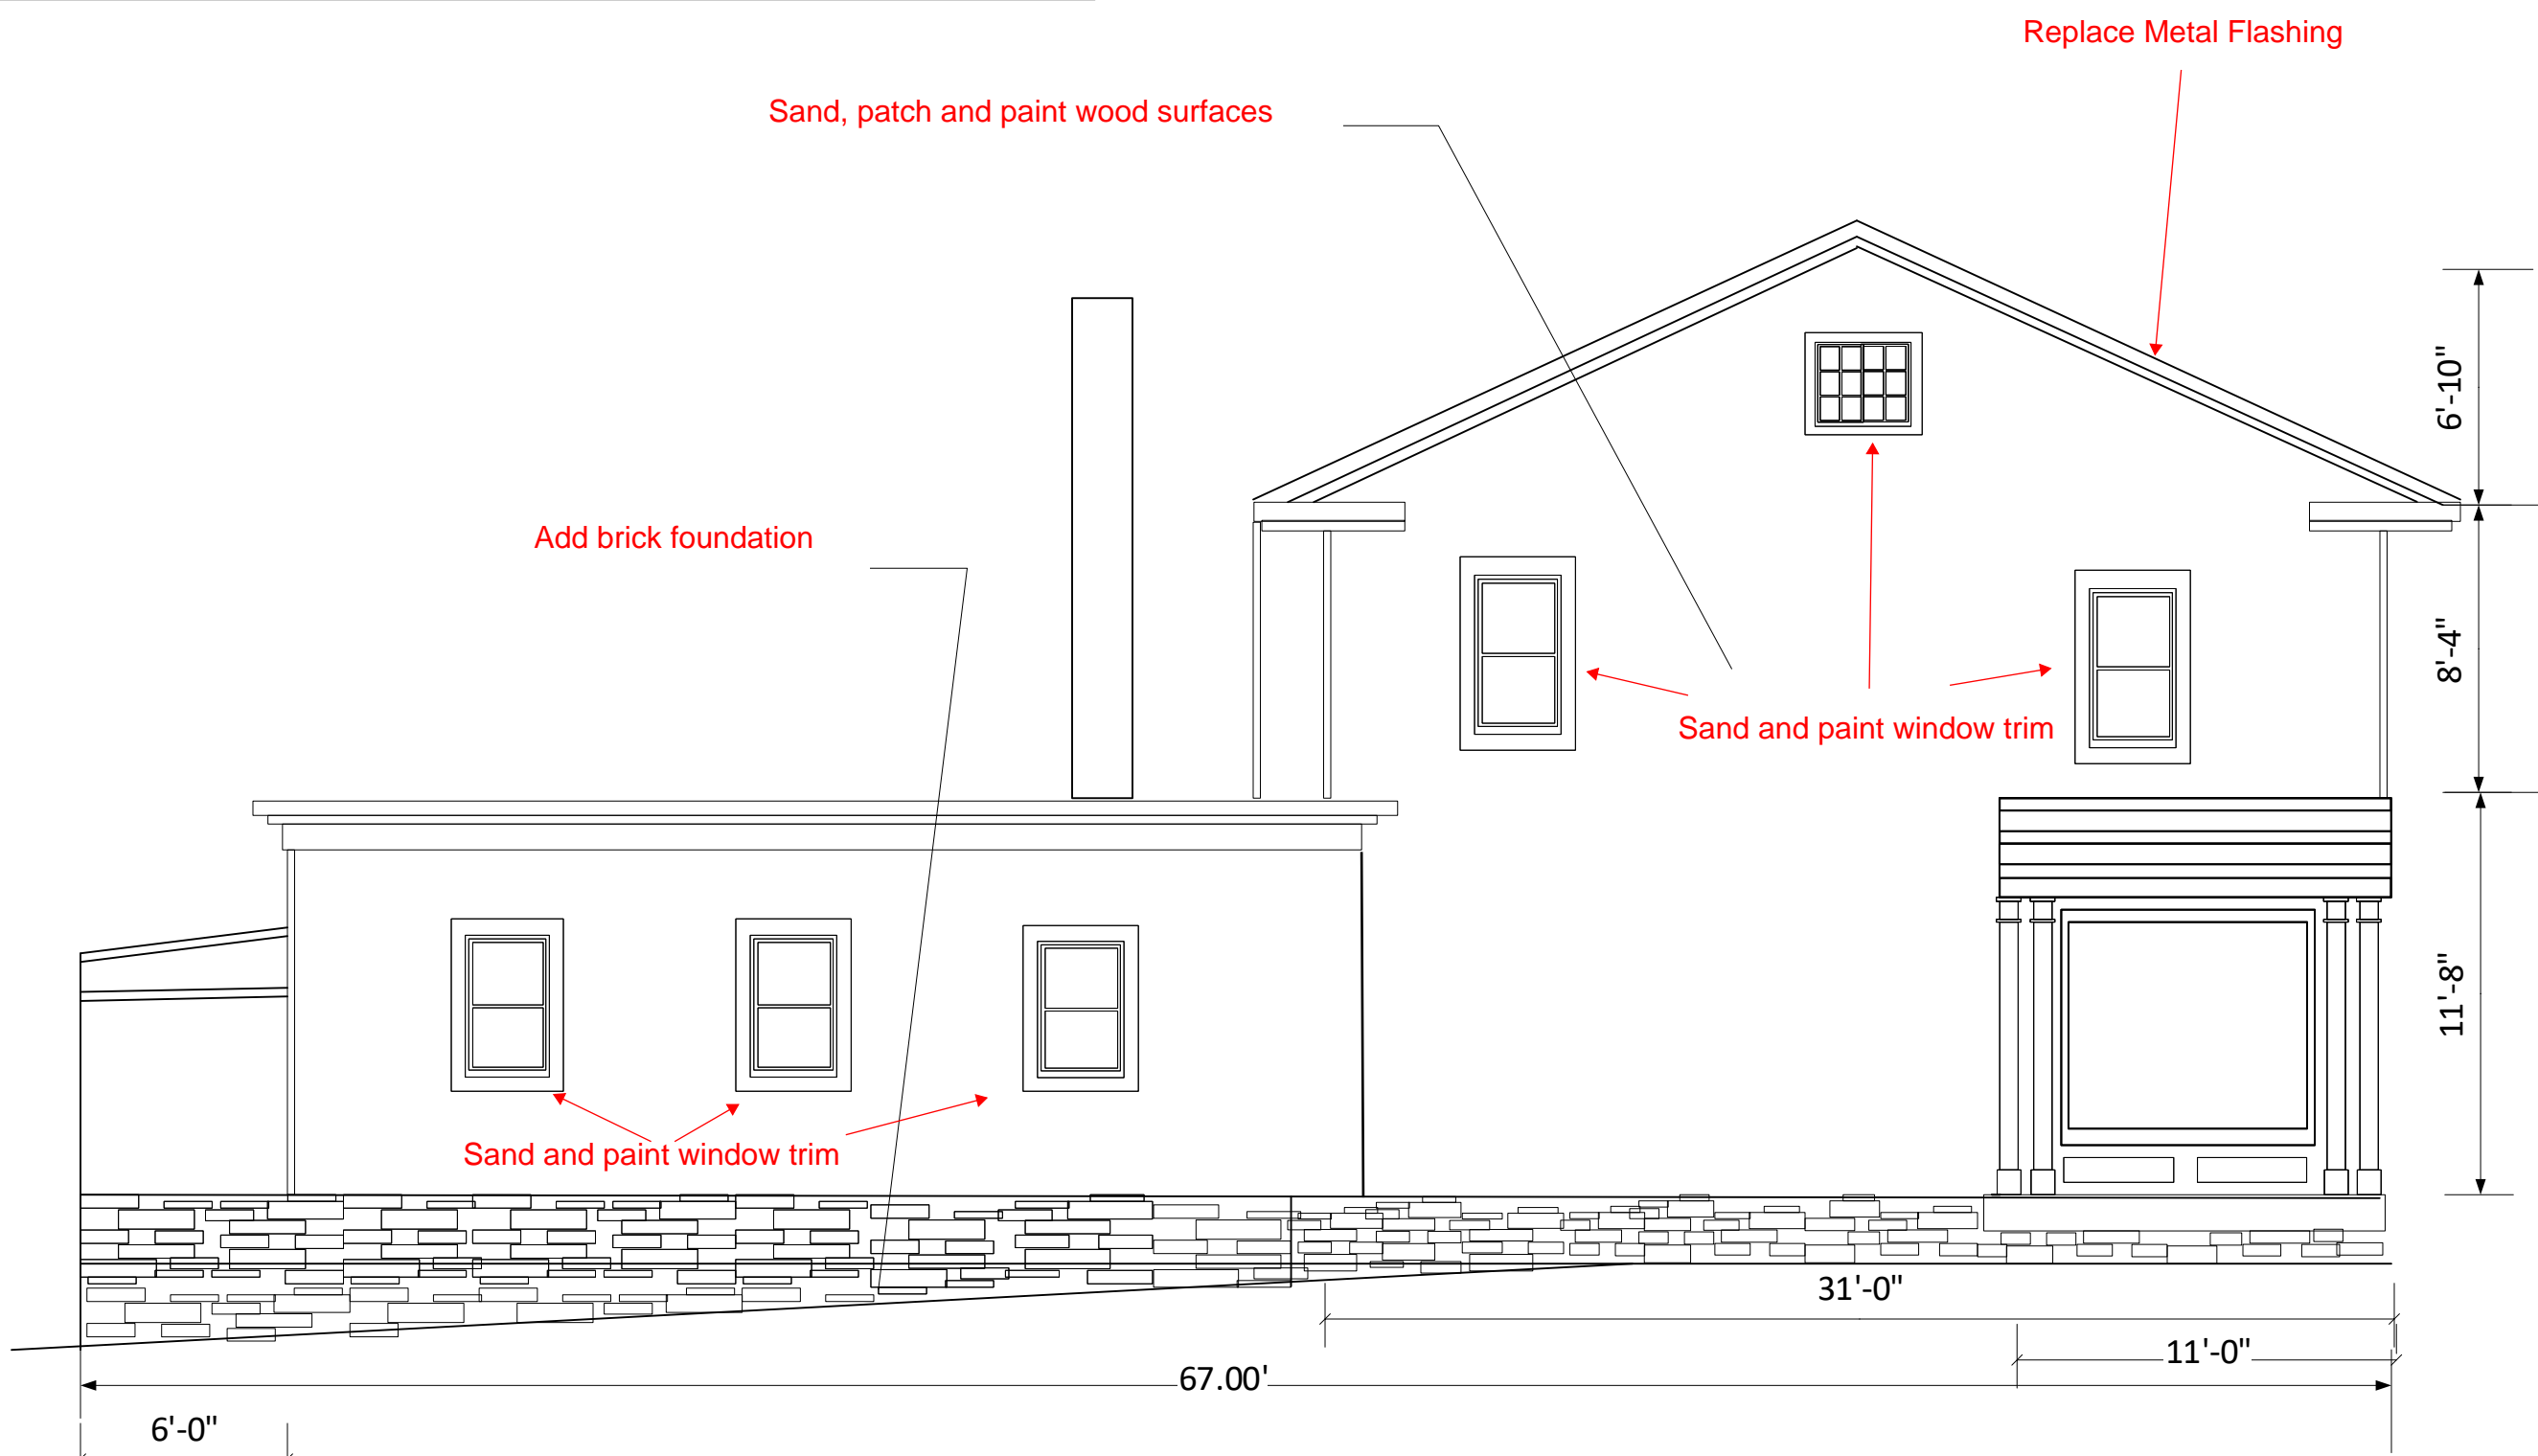 Replace Metal Flashing
Sand, patch and paint wood surfaces
6'-10"
Add brick foundation
8'-4"
Sand and paint window trim
11'-8"
Sand and paint window trim
31'-0"
11'-0"
67.00'
6'-0"